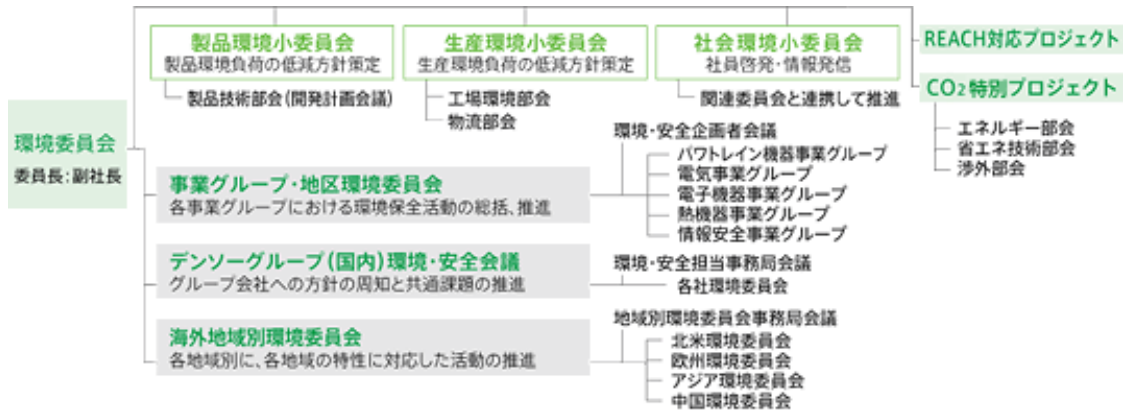 製品環境小委員会
製品環境負荷の低減方針策定
製品技術部会(開発計画会議)
生産環境小委員会
生産環境負荷の低減方針策定
工場環境部会
物流部会
社会環境小委員会
社員啓発・情報発信
関連委員会と連携して推進
REACH対応プロジェクト
CO2特別プロジェクト
エネルギー部会
省エネ技術部会
渉外部会
環境委員会
委員長:副社長
事業グループ・地区環境委員会
各事業グループにおける環境保全活動の総括、推進
環境・安全企画者会議
パワトレイン機器事業グループ
電気事業グループ
電子機器事業グループ
熱機器事業グループ
情報安全事業グループ
デンソーグループ(国内)環境・安全会議
グループ会社への方針の周知と共通課題の推進
環境・安全担当事務局会議
各社環境委員会
海外地域別環境委員会
各地域別に、各地域の特性に対応した活動の推進
地域別環境委員会事務局会議
北米環境委員会
欧州環境委員会
アジア環境委員会
中国環境委員会